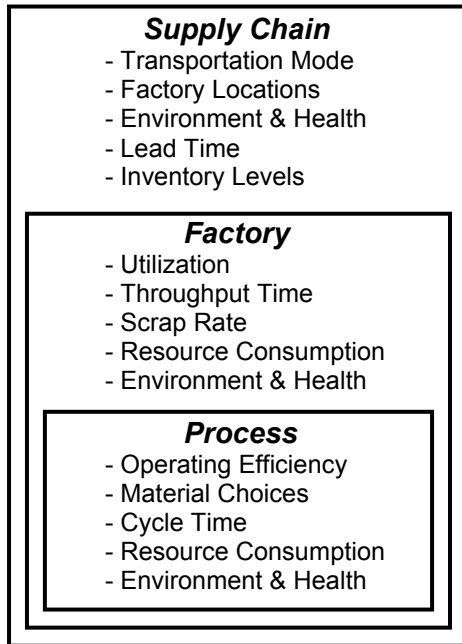 Supply Chain
- Transportation Mode
- Factory Locations
- Environment & Health
- Lead Time
- Inventory Levels
Factory
- Utilization
- Throughput Time
- Scrap Rate
- Resource Consumption
- Environment & Health
Process
- Operating Efficiency
- Material Choices
- Cycle Time
- Resource Consumption
- Environment & Health